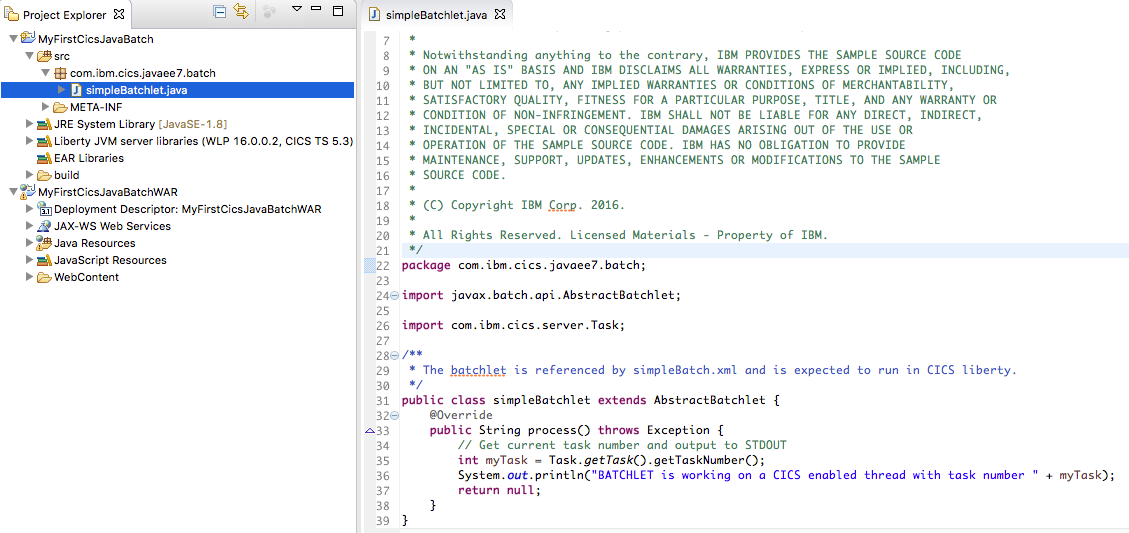 Project Explorer
MyFirstCicsJavaBatch
src
com.ibm.cics.javaee7.batch
simpleBatchlet.java
META-INF
JRE System Library [JavaSE-1.8]
Liberty JVM server libraries (WLP 16.0.0.2, CICS TS 5.3)
EAR Libraries
build
MyFirstCicsJavaBatchWAR
Deployment Descriptor: MyFirstCicsJavaBatchWAR
JAX-WS Web Services
Java Resources
JavaScript Resources
WebContent
simpleBatchlet.java
7 *
8 * Notwithstanding anything to the contrary, IBM PROVIDES THE SAMPLE SOURCE CODE
9 * ON AN "AS IS" BASIS AND IBM DISCLAIMS ALL WARRANTIES, EXPRESS OR IMPLIED, INCLUDING,
10 * BUT NOT LIMITED TO, ANY IMPLIED WARRANTIES OR CONDITIONS OF MERCHANTABILITY,
11 * SATISFACTORY QUALITY, FITNESS FOR A PARTICULAR PURPOSE, TITLE, AND ANY WARRANTY OR
12 * CONDITION OF NON-INFRINGEMENT. IBM SHALL NOT BE LIABLE FOR ANY DIRECT, INDIRECT,
13 * INCIDENTAL, SPECIAL OR CONSEQUENTIAL DAMAGES ARISING OUT OF THE USE OR
14 * OPERATION OF THE SAMPLE SOURCE CODE. IBM HAS NO OBLIGATION TO PROVIDE
15 * MAINTENANCE, SUPPORT, UPDATES, ENHANCEMENTS OR MODIFICATIONS TO THE SAMPLE
16 * SOURCE CODE.
17 *
18 * (C) Copyright IBM Corp. 2016.
19 *
20 * All Rights Reserved. Licensed Materials - Property of IBM.
21 */
22 package com.ibm.cics.javaee7.batch;
23
24 import javax.batch.api.AbstractBatchlet;
25
26 import com.ibm.cics.server.Task;
27
28 /**
29 * The batchlet is referenced by simpleBatch.xml and is expected to run in CICS liberty.
30 */
31 public class simpleBatchlet extends AbstractBatchlet {
32 @Override
33 public String process() throws Exception {
34 // Get current task number and output to STDOUT
35 int myTask = Task.getTask().getTaskNumber();
36 System.out.println("BATCHLET is working on a CICS enabled thread with task number " + myTask);
37 return null;
38 }
39 }